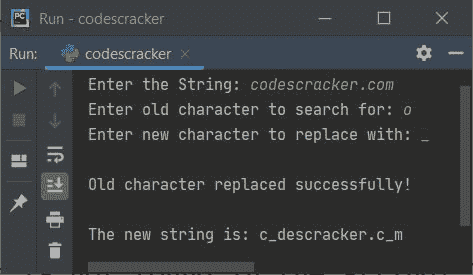 PC
Run - codescracker
Run: codescracker
Enter the String: codescracker.com
Enter old character to search for: o
Enter new character to replace with: _
Old character replaced successfully!
The new string is: c_descracker.c_m